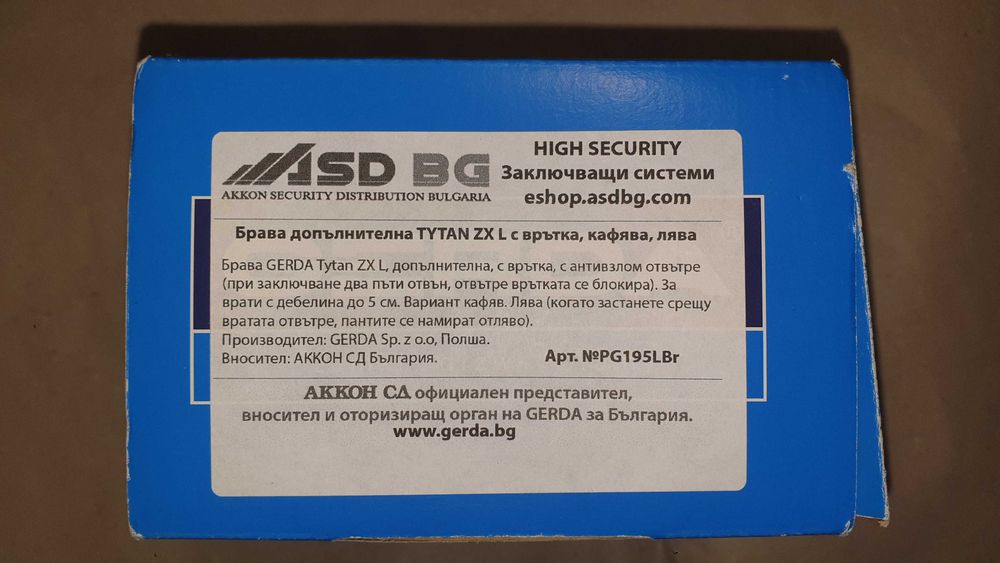 ASD BG
AKKON SECURITY DISTRIBUTION BULGARIA
HIGH SECURITY
Заключващи системи
eshop.asdbg.com
Брава допълнителна TYTAN ZX L с врътка, кафява, лява
Брава GERDA Tytan ZX L, допълнителна, с врътка, с антивзлом отвътре
(при заключване два пъти отвън, отвътре врътката се блокира). За
врати с дебелина до 5 см. Вариант кафяв. Лява (когато застанете срещу
вратата отвътре, пантите се намират отляво).
Производител: GERDA Sp. z o.o, Полша.
Вносител: АККОН СД България.
Арт. №PG195LBr
АККОН СД официален представител,
вносител и оторизиращ орган на GERDA за България.
www.gerda.bg